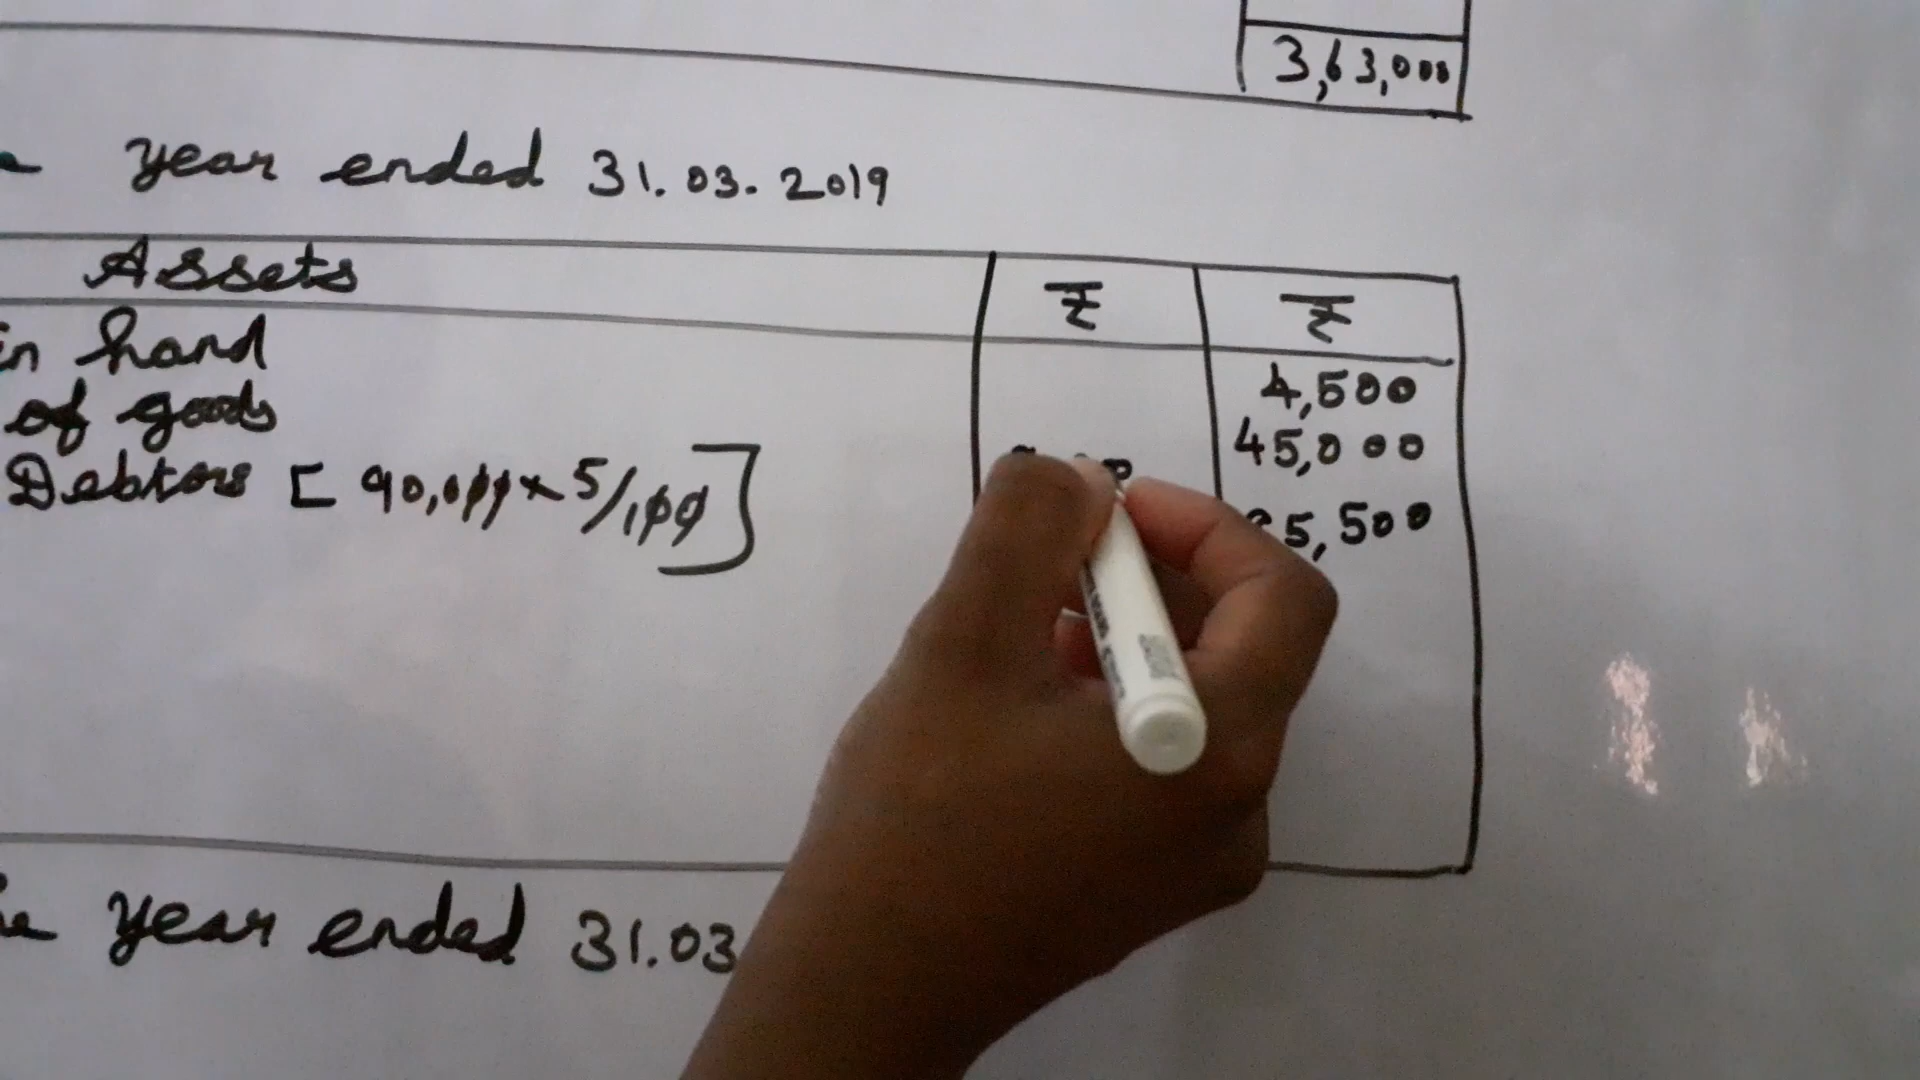 3,63,000
year ended 31.03.2019
Assets ₹ ₹
in hand 4,500
of goods 45,000
Debtors [90,000 × 5/100] 5,500
year ended 31.03